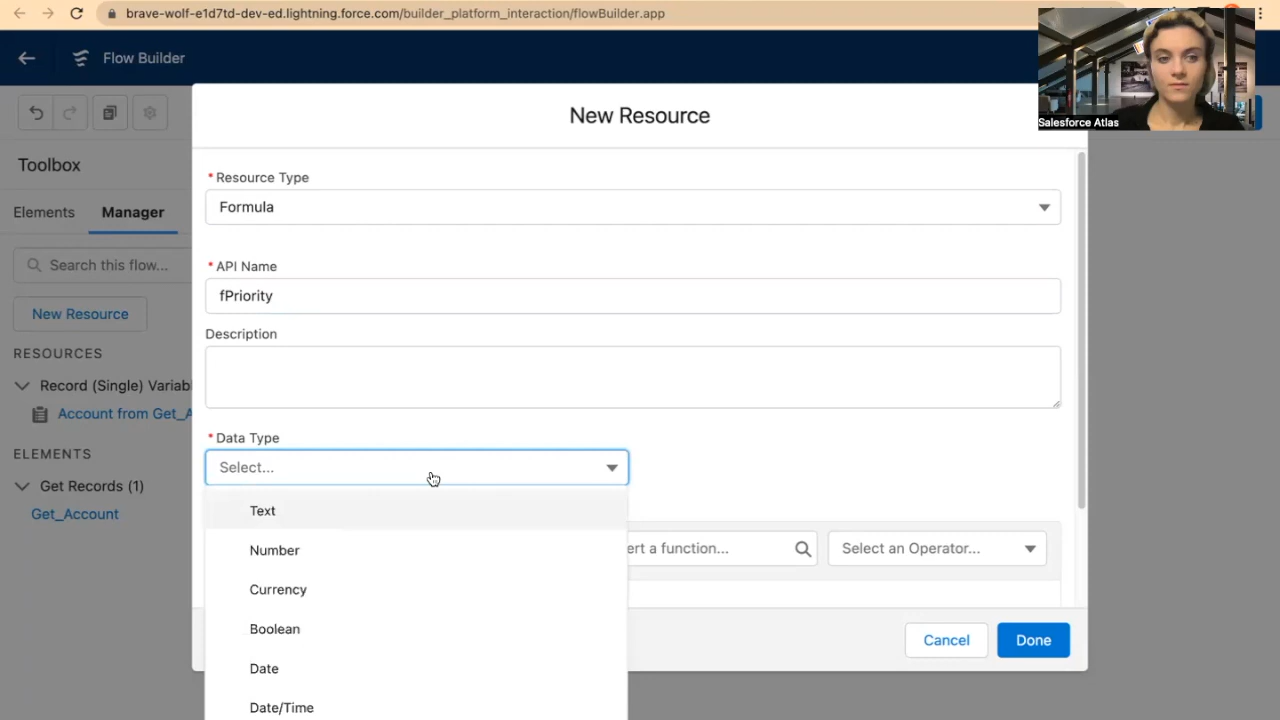 brave-wolf-e1d7td-dev-ed.lightning.force.com/builder_platform_interaction/flowBuilder.app
Flow Builder
Salesforce Atlas
New Resource
Toolbox
Elements
Manager
Search this flow...
New Resource
RESOURCES
Record (Single) Variab
Account from Get_A
ELEMENTS
Get Records (1)
Get_Account
* Resource Type
Formula
* API Name
fPriority
Description
* Data Type
Select...
Text
Number
Currency
Boolean
Date
Date/Time
ert a function...
Select an Operator...
Cancel
Done